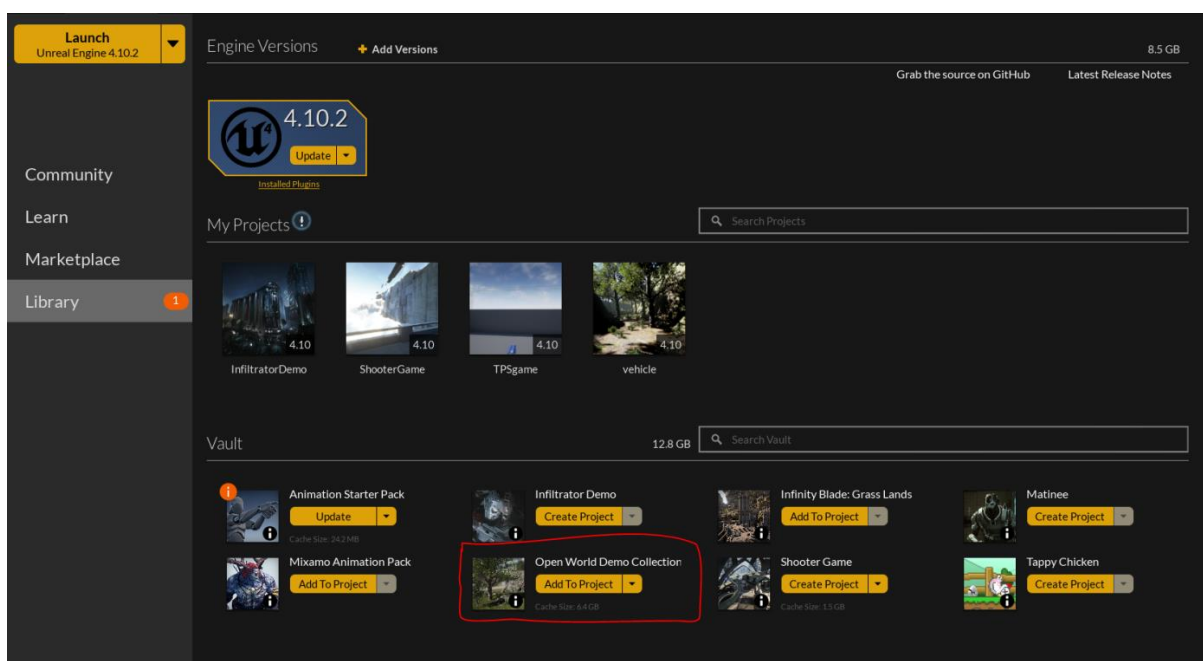 Launch
Unreal Engine 4.10.2
Engine Versions
Add Versions
8.5 GB
Grab the source on GitHub
Latest Release Notes
4.10.2
Update
Installed Plugins
Community
Learn
Marketplace
Library
1
My Projects
Search Projects
4.10
4.10
4.10
4.10
InfiltratorDemo
ShooterGame
TPSgame
vehicle
Vault
12.8 GB
Search Vault
Animation Starter Pack
Update
Cache Size: 24.2 MB
Infiltrator Demo
Create Project
Infinity Blade: Grass Lands
Add To Project
Matinee
Create Project
Mixamo Animation Pack
Add To Project
Open World Demo Collection
Add To Project
Cache Size: 6.4 GB
Shooter Game
Create Project
Cache Size: 1.5 GB
Tappy Chicken
Create Project